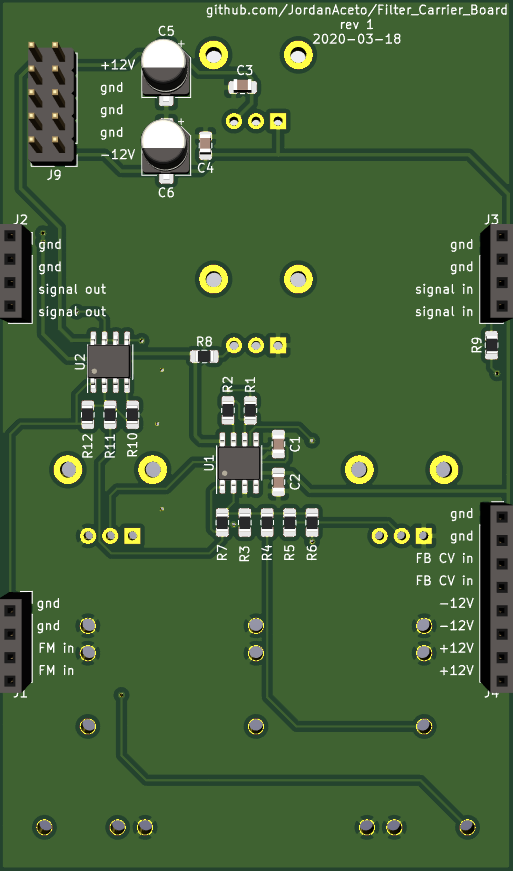 github.com/JordanAceto/Filter_Carrier_Board
rev 1
2020-03-18
C5
+
+12V
C3
gnd
gnd
+
gnd
-12V
C4
J9
C6
J2
J3
gnd
gnd
gnd
gnd
signal out
signal in
signal out
signal in
R8
R9
U2
R2
R1
R12
R11
R10
C1
U1
C2
gnd
gnd
R7
R3
R4
R5
R6
FB CV in
FB CV in
gnd
-12V
gnd
-12V
FM in
+12V
FM in
+12V
J1
J4